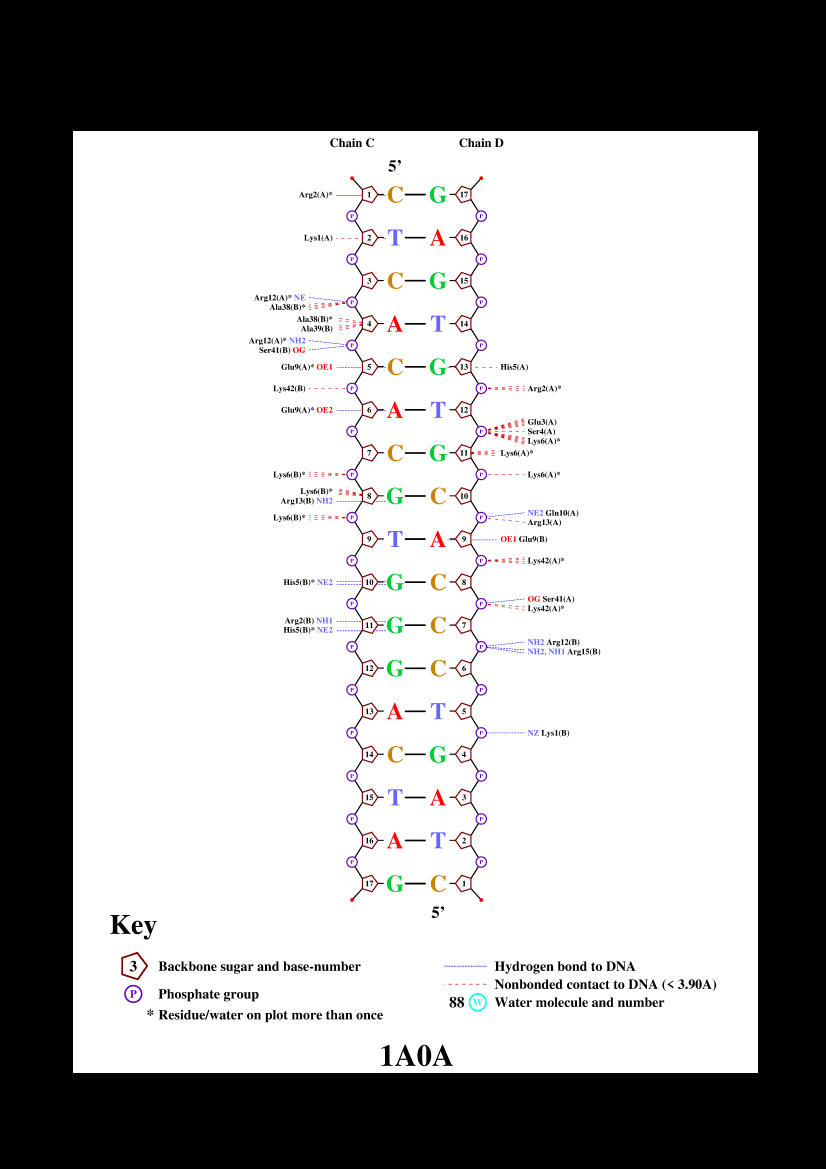 Chain C Chain D
5’
Arg2(A)* 1 C G 17
P P
Lys1(A) 2 T A 16
P P
3 C G 15
Arg12(A)* NE P P
Ala38(B)*
Ala38(B)* 4 A T 14
Ala39(B)
Arg12(A)* NH2 P P
Ser41(B) OG
Glu9(A)* OE1 5 C G 13 His5(A)
Lys42(B) P P Arg2(A)*
Glu9(A)* OE2 6 A T 12
Glu3(A)
P P Ser4(A)
Lys6(A)*
7 C G 11 Lys6(A)*
Lys6(B)* P P Lys6(A)*
Lys6(B)* 8 G C 10
Arg13(B) NH2
Lys6(B)* P P NE2 Gln10(A)
Arg13(A)
9 T A 9 OE1 Glu9(B)
P P Lys42(A)*
His5(B)* NE2 10 G C 8
P P OG Ser41(A)
Lys42(A)*
Arg2(B) NH1 11 G C 7
His5(B)* NE2
P P NH2 Arg12(B)
NH2, NH1 Arg15(B)
12 G C 6
P P
13 A T 5
P P NZ Lys1(B)
14 C G 4
P P
15 T A 3
P P
16 A T 2
P P
17 G C 1
5’
Key
3 Backbone sugar and base-number
P Phosphate group
* Residue/water on plot more than once
Hydrogen bond to DNA
Nonbonded contact to DNA (< 3.90A)
88 W Water molecule and number
1A0A